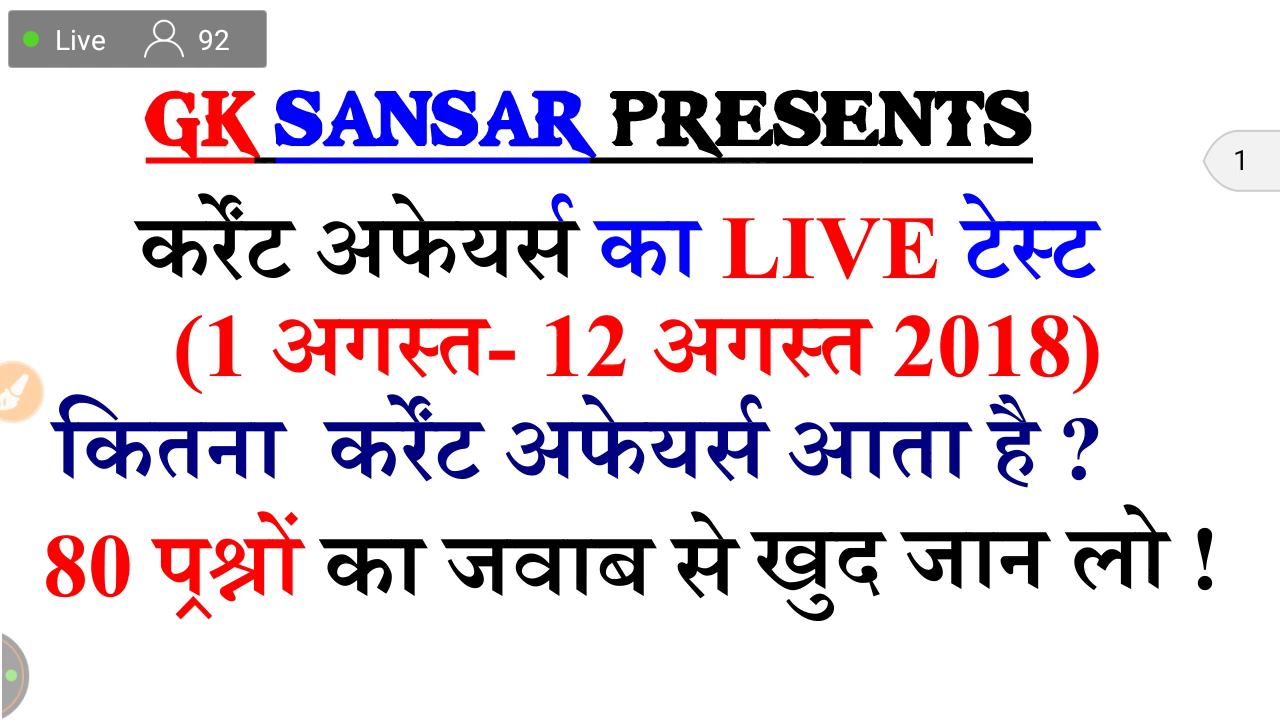 Live 92
GK SANSAR PRESENTS
1
करेंट अफेयर्स का LIVE टेस्ट
(1 अगस्त- 12 अगस्त 2018)
कितना करेंट अफेयर्स आता है ?
80 प्रश्नों का जवाब से खुद जान लो !